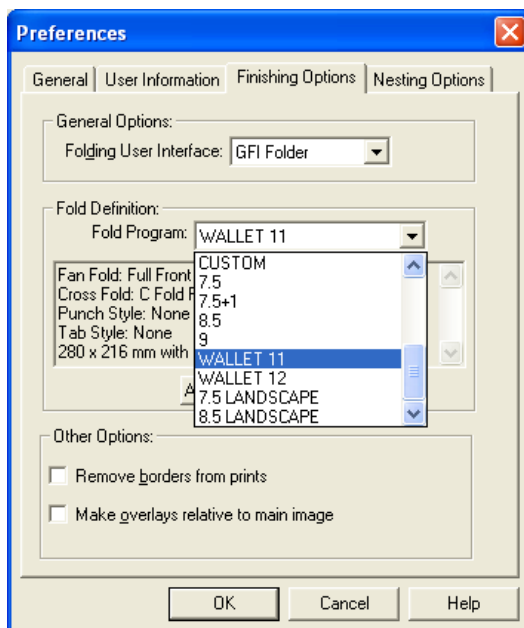 Preferences
General User Information Finishing Options Nesting Options
General Options:
Folding User Interface: GFI Folder
Fold Definition:
Fold Program: WALLET 11
CUSTOM
7.5
7.5+1
8.5
9
WALLET 11
WALLET 12
7.5 LANDSCAPE
8.5 LANDSCAPE
Fan Fold: Full Front
Cross Fold: C Fold
Punch Style: None
Tab Style: None
280 x 216 mm with
A
Other Options:
Remove borders from prints
Make overlays relative to main image
OK Cancel Help